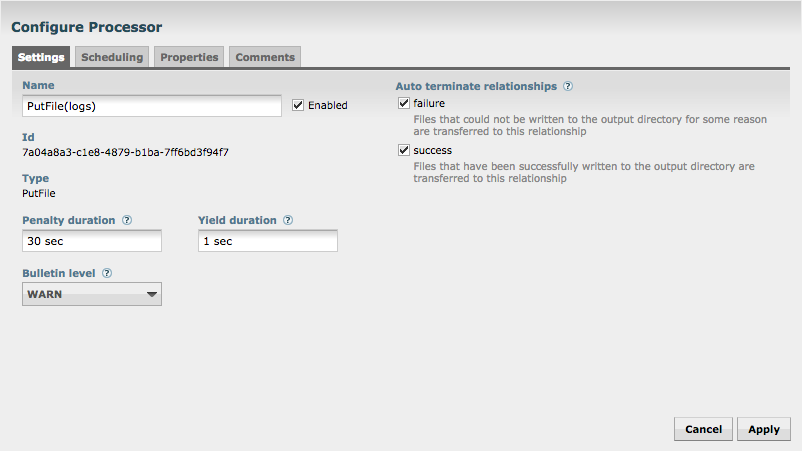 Configure Processor
Settings
Scheduling
Properties
Comments
Name
PutFile(logs)
Enabled
Id
7a04a8a3-c1e8-4879-b1ba-7ff6bd3f94f7
Type
PutFile
Penalty duration ?
Yield duration ?
30 sec
1 sec
Bulletin level ?
WARN
Auto terminate relationships ?
failure
Files that could not be written to the output directory for some reason
are transferred to this relationship
success
Files that have been successfully written to the output directory are
transferred to this relationship
Cancel
Apply